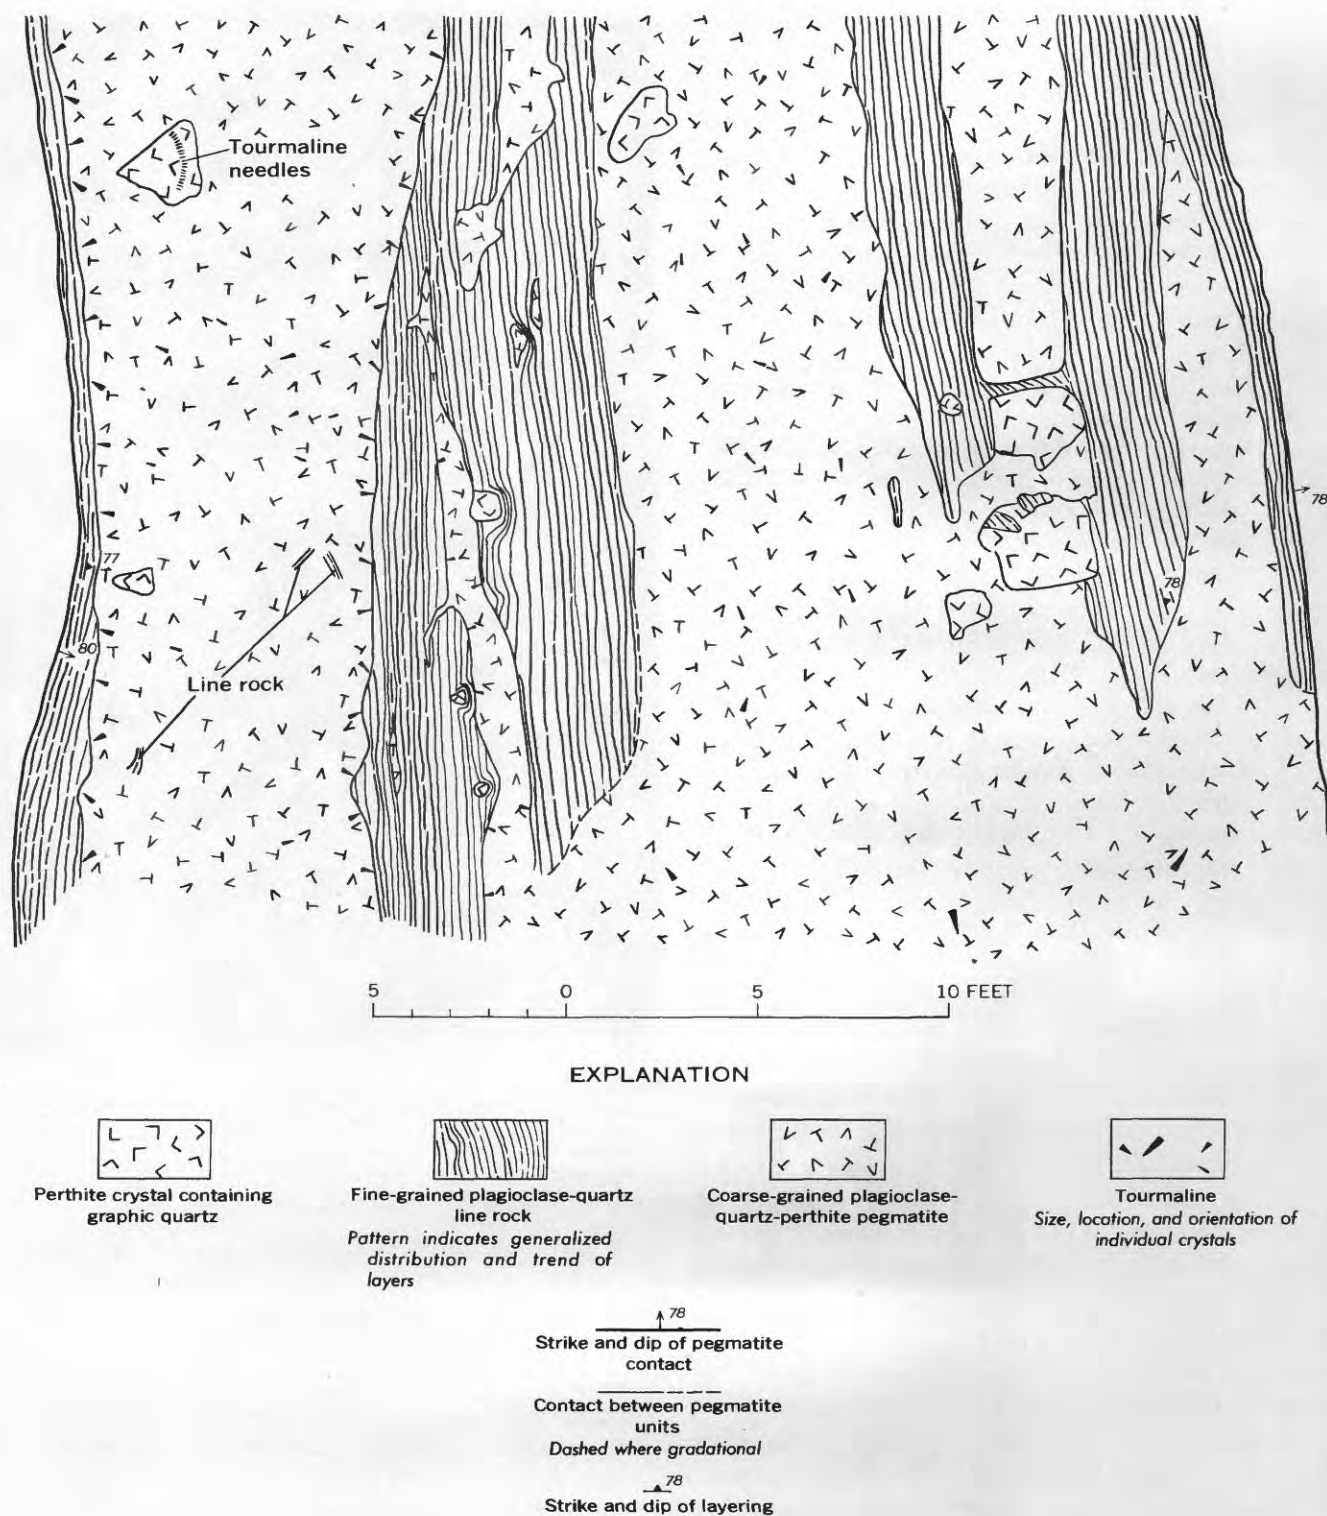 Tourmaline
needles
77
78
78
80
Line rock
5 0 5 10 FEET
EXPLANATION
Perthite crystal containing
graphic quartz
Fine-grained plagioclase-quartz
line rock
Pattern indicates generalized
distribution and trend of
layers
Coarse-grained plagioclase-
quartz-perthite pegmatite
Tourmaline
Size, location, and orientation of
individual crystals
78
Strike and dip of pegmatite
contact
Contact between pegmatite
units
Dashed where gradational
78
Strike and dip of layering